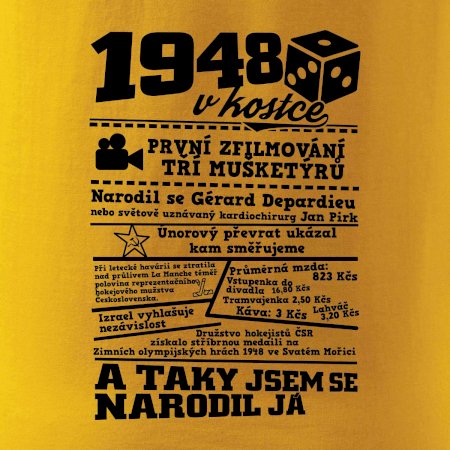 1948
v kostce
PRVNÍ ZFILMOVÁNÍ
TŘÍ MUŠKETÝRŮ
Narodil se Gérard Depardieu
nebo světově uznávaný kardiochirurg Jan Pirk
Únorový převrat ukázal
kam směřujeme
Při letecké havárii se ztratila
nad průlivem La Manche téměř
polovina reprezentačního
hokejového mužstva
Československa.
Průměrná mzda:
823 Kčs
Vstupenka do
divadla 16,80 Kčs
Tramvajenka 2,50 Kčs
Káva: 3 Kčs
Lahváč
3,20 Kčs
Izrael vyhlašuje
nezávislost
Družstvo hokejistů ČSR
získalo stříbrnou medaili na
Zimních olympijských hrách 1948 ve Svatém Mořici
A TAKY JSEM SE
NARODIL JÁ